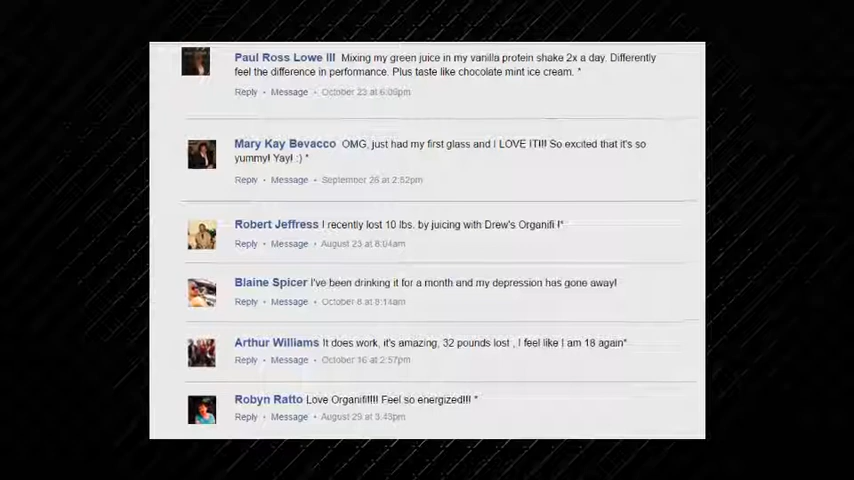 Paul Ross Lowe III Mixing my green juice in my vanilla protein shake 2x a day. Differently
feel the difference in performance. Plus taste like chocolate mint ice cream. *
Reply • Message • October 23 at 6:09pm
Mary Kay Bevacco OMG, just had my first glass and I LOVE IT!!! So excited that it's so
yummy! Yay! :) *
Reply • Message • September 26 at 2:52pm
Robert Jeffress I recently lost 10 lbs. by juicing with Drew's Organifi !*
Reply • Message • August 23 at 8:04am
Blaine Spicer I've been drinking it for a month and my depression has gone away!
Reply • Message • October 8 at 8:14am
Arthur Williams It does work, it's amazing, 32 pounds lost , I feel like I am 18 again*
Reply • Message • October 16 at 2:57pm
Robyn Ratto Love Organifi!!!! Feel so energized!!! *
Reply • Message • August 29 at 3:43pm